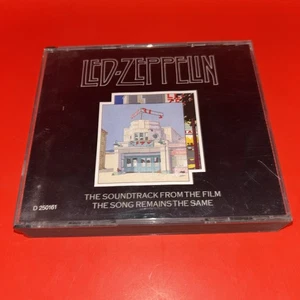 LED-ZEPPELIN
THE SOUNDTRACK FROM THE FILM
THE SONG REMAINS THE SAME
D 250161